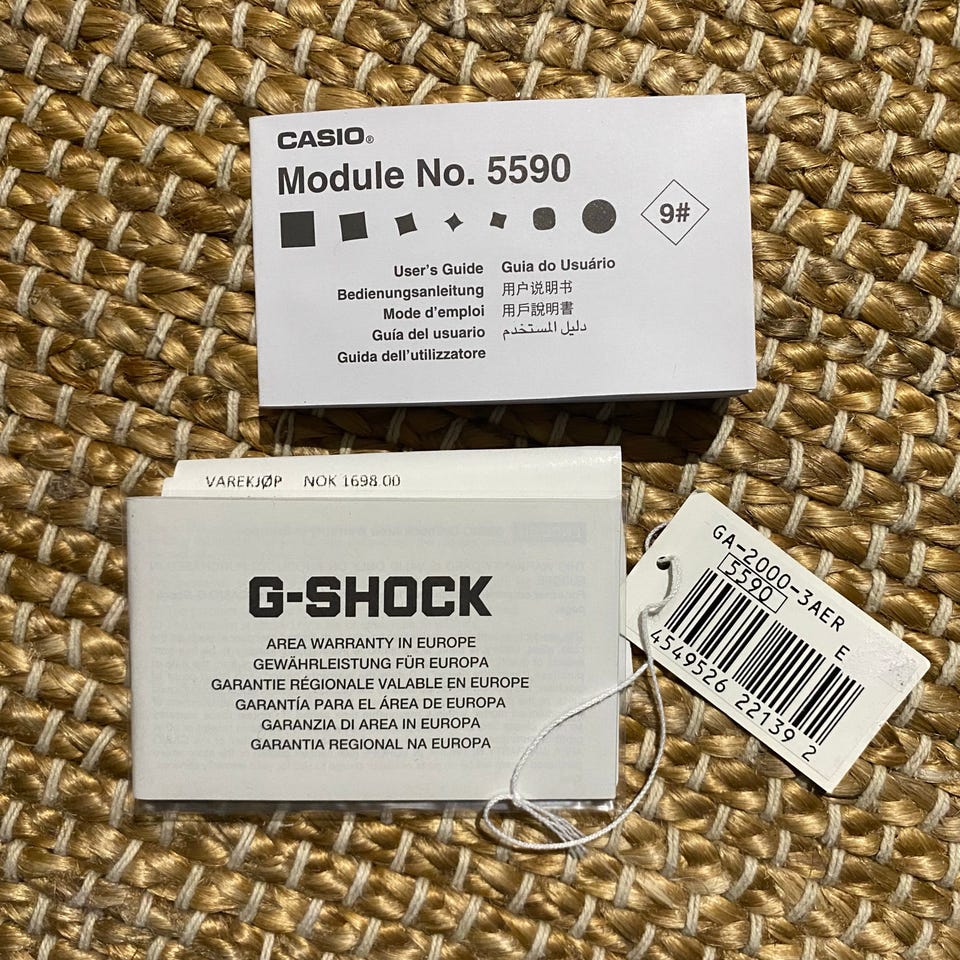 CASIO®
Module No. 5590
9#
User's Guide
Bedienungsanleitung
Mode d'emploi
Guía del usuario
Guida dell'utilizzatore
Guia do Usuário
用户说明书
用戶說明書
دليل المستخدم
VAREKJØP NOK 1698.00
G-SHOCK
AREA WARRANTY IN EUROPE
GEWÄHRLEISTUNG FÜR EUROPA
GARANTIE RÉGIONALE VALABLE EN EUROPE
GARANTÍA PARA EL ÁREA DE EUROPA
GARANZIA DI AREA IN EUROPA
GARANTIA REGIONAL NA EUROPA
GA-2000-3AER
5590
E
4549526 22139 2